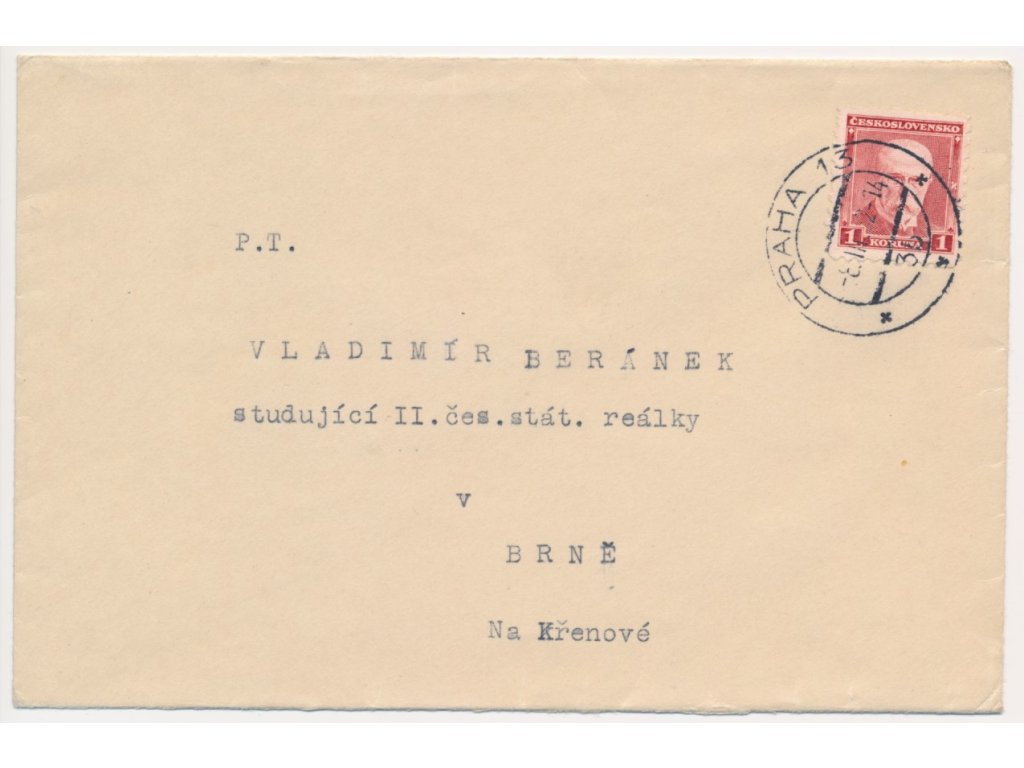 ČESKOSLOVENSKO
1 KORUNA 1
PRAHA 13
P.T.
VLADIMÍR BERÁNEK
studující II.čes.stát. reálky
v
BRNĚ
Na Křenové